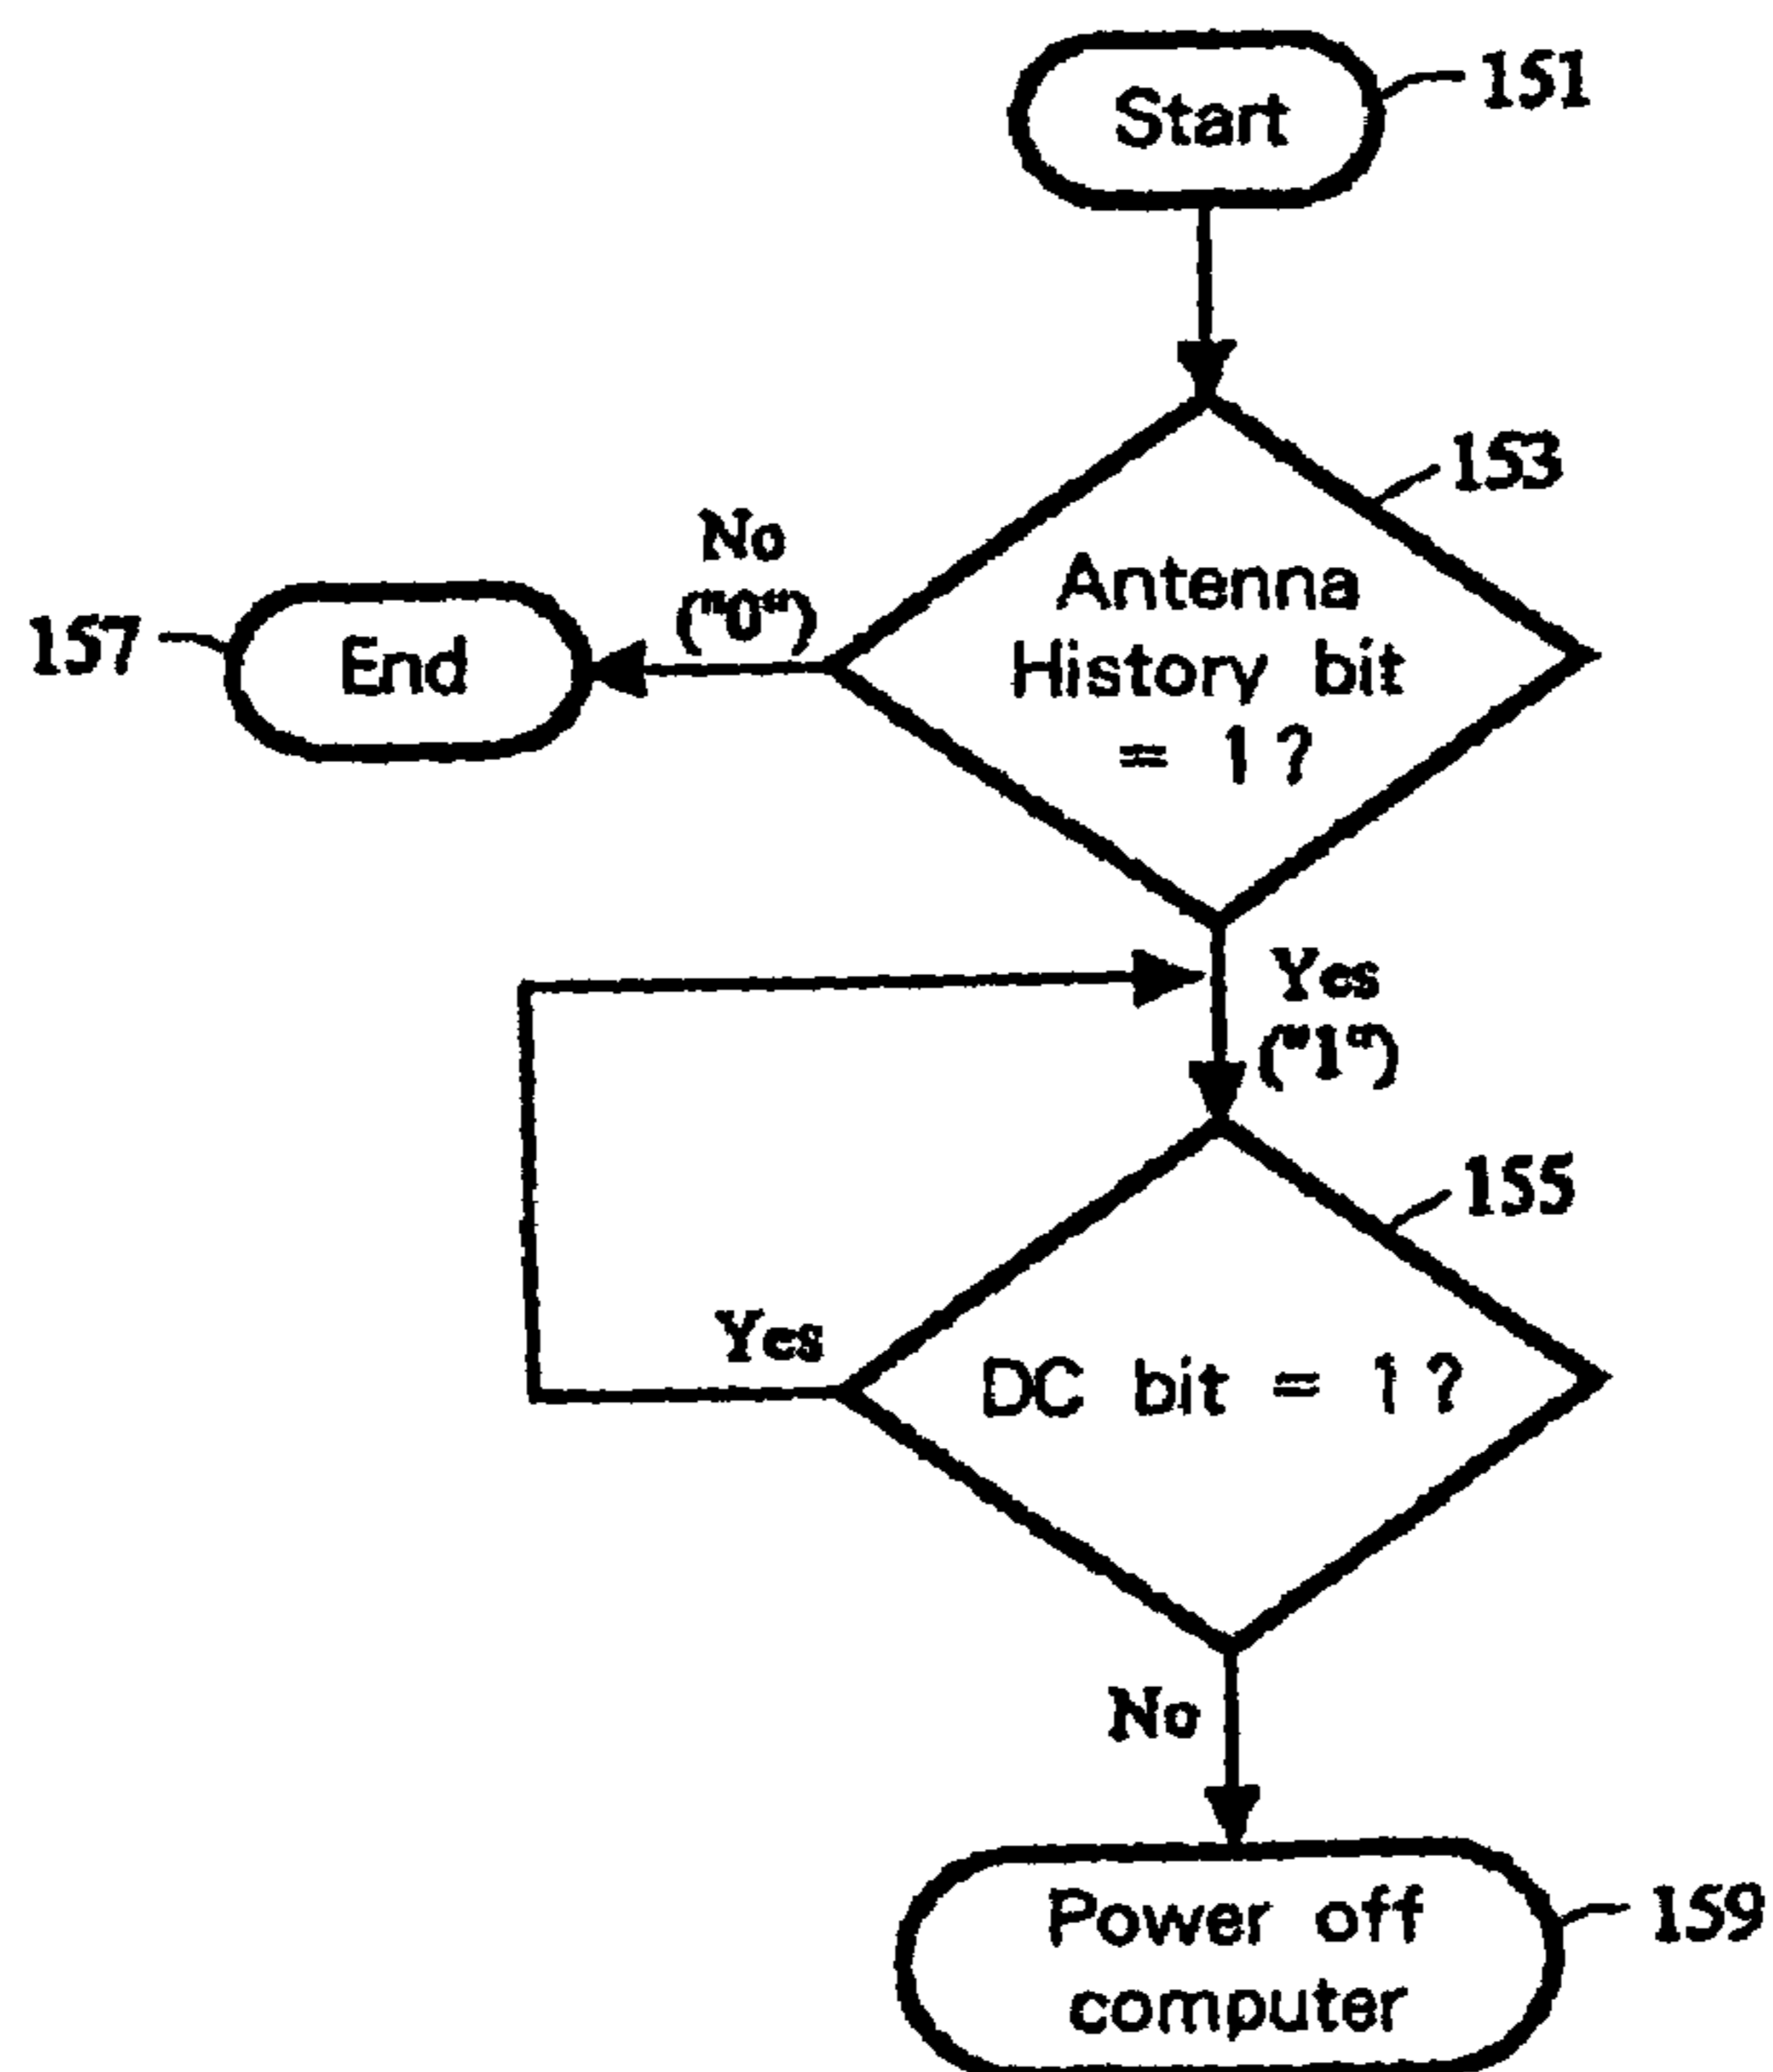 Start
151
153
No
("0")
157
End
Antenna
History bit
= 1 ?
Yes
("1")
155
Yes
DC bit = 1 ?
No
Power off
computer
159